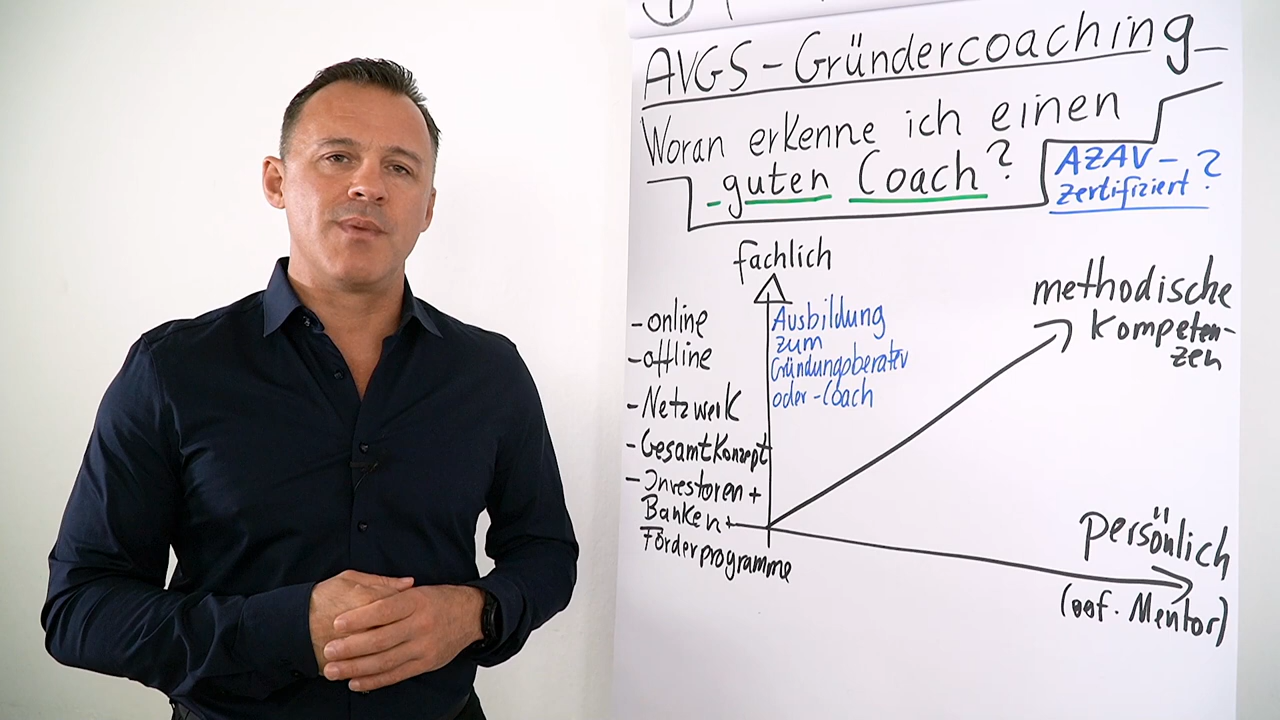 AVGS-Gründercoaching
Woran erkenne ich einen
guten Coach?
AZAV-
zertifiziert?
fachlich
- online
- offline
- Netzwerk
- Gesamtkonzept
- Investoren +
Banken +
Förderprogramme
Ausbildung
zum
Gründungsberater
oder -Coach
methodische
Kompeten-
zen
persönlich
(ggf. Mentor)